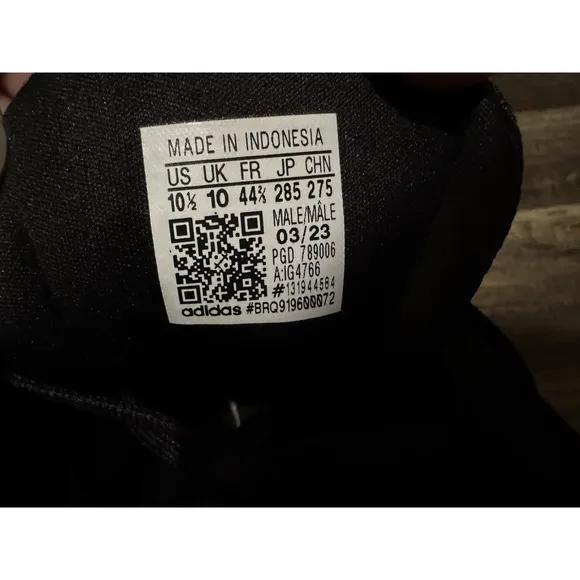 MADE IN INDONESIA
US UK FR JP CHN
10½ 10 44⅔ 285 275
MALE/MÂLE
03/23
PGD 789006
A:IG4766
#131944564
adidas #BRQ919600072